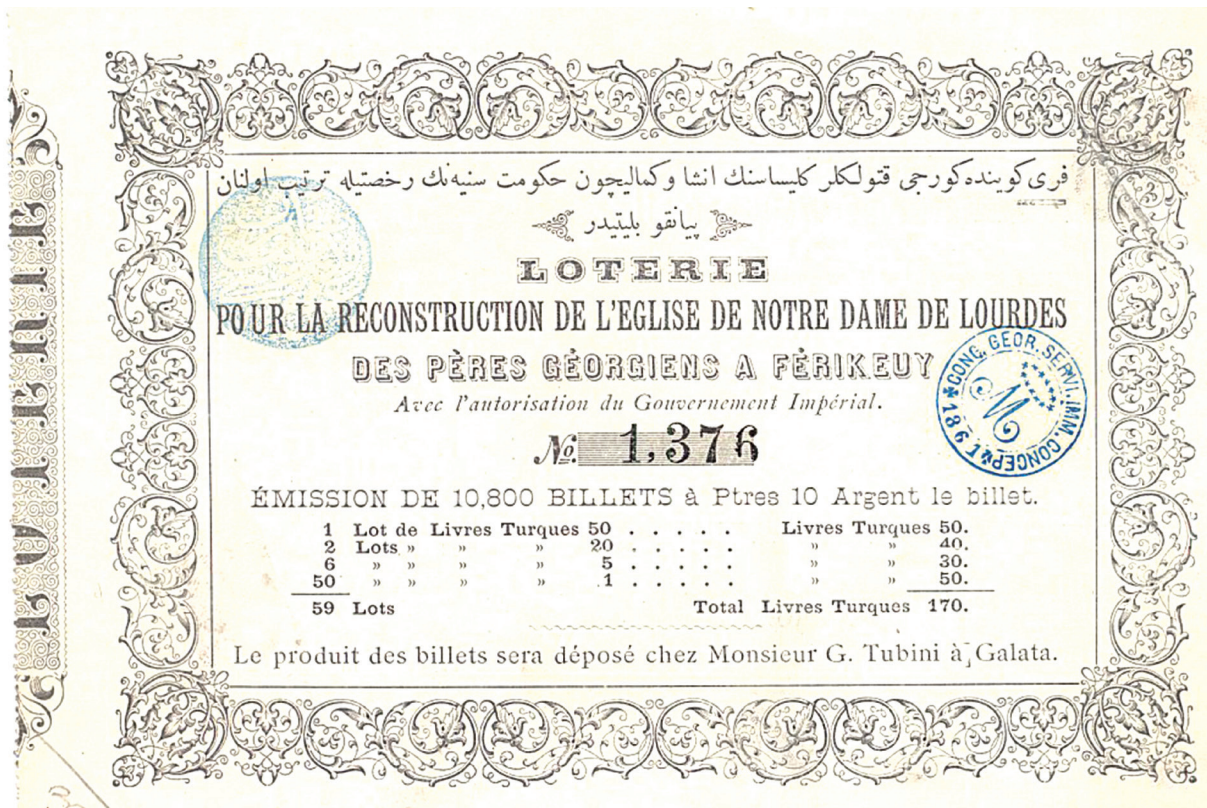 فری كوینده كورجی قتولكلر كلیساسنك انشا و كمالیچون حكومت سنیه نك رخصتیله ترتیب اولنان
پیانقو بلیتیدر
LOTERIE
POUR LA RECONSTRUCTION DE L'EGLISE DE NOTRE DAME DE LOURDES
DES PÈRES GÉORGIENS A FÉRIKEUY
Avec l'autorisation du Gouvernement Impérial.
No. 1,376
ÉMISSION DE 10,800 BILLETS à Ptres 10 Argent le billet.
1 Lot de Livres Turques 50 . . . . . Livres Turques 50.
2 Lots » » » 20 . . . . . . » » 40.
6 » » » » 5 . . . . . . » » 30.
50 » » » » 1 . . . . . . » » 50.
59 Lots Total Livres Turques 170.
Le produit des billets sera déposé chez Monsieur G. Tubini à Galata.
CONG. GEOR. SERVI. IMM. CONCEP. 1861
M
LOTERIE